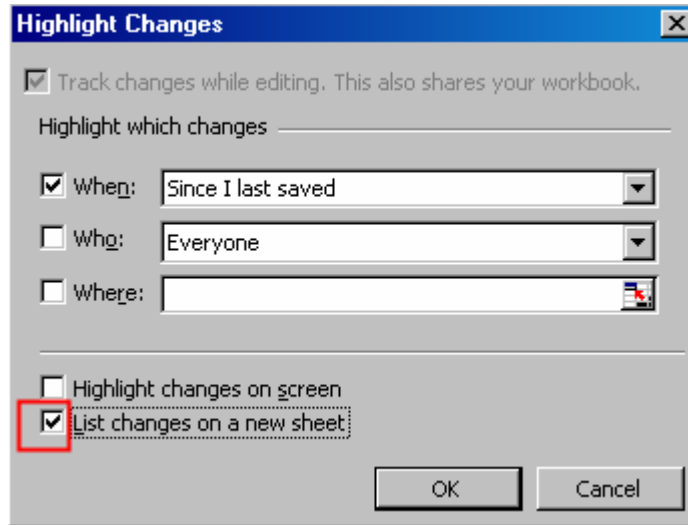 Highlight Changes
Track changes while editing. This also shares your workbook.
Highlight which changes
When: Since I last saved
Who: Everyone
Where:
Highlight changes on screen
List changes on a new sheet
OK Cancel